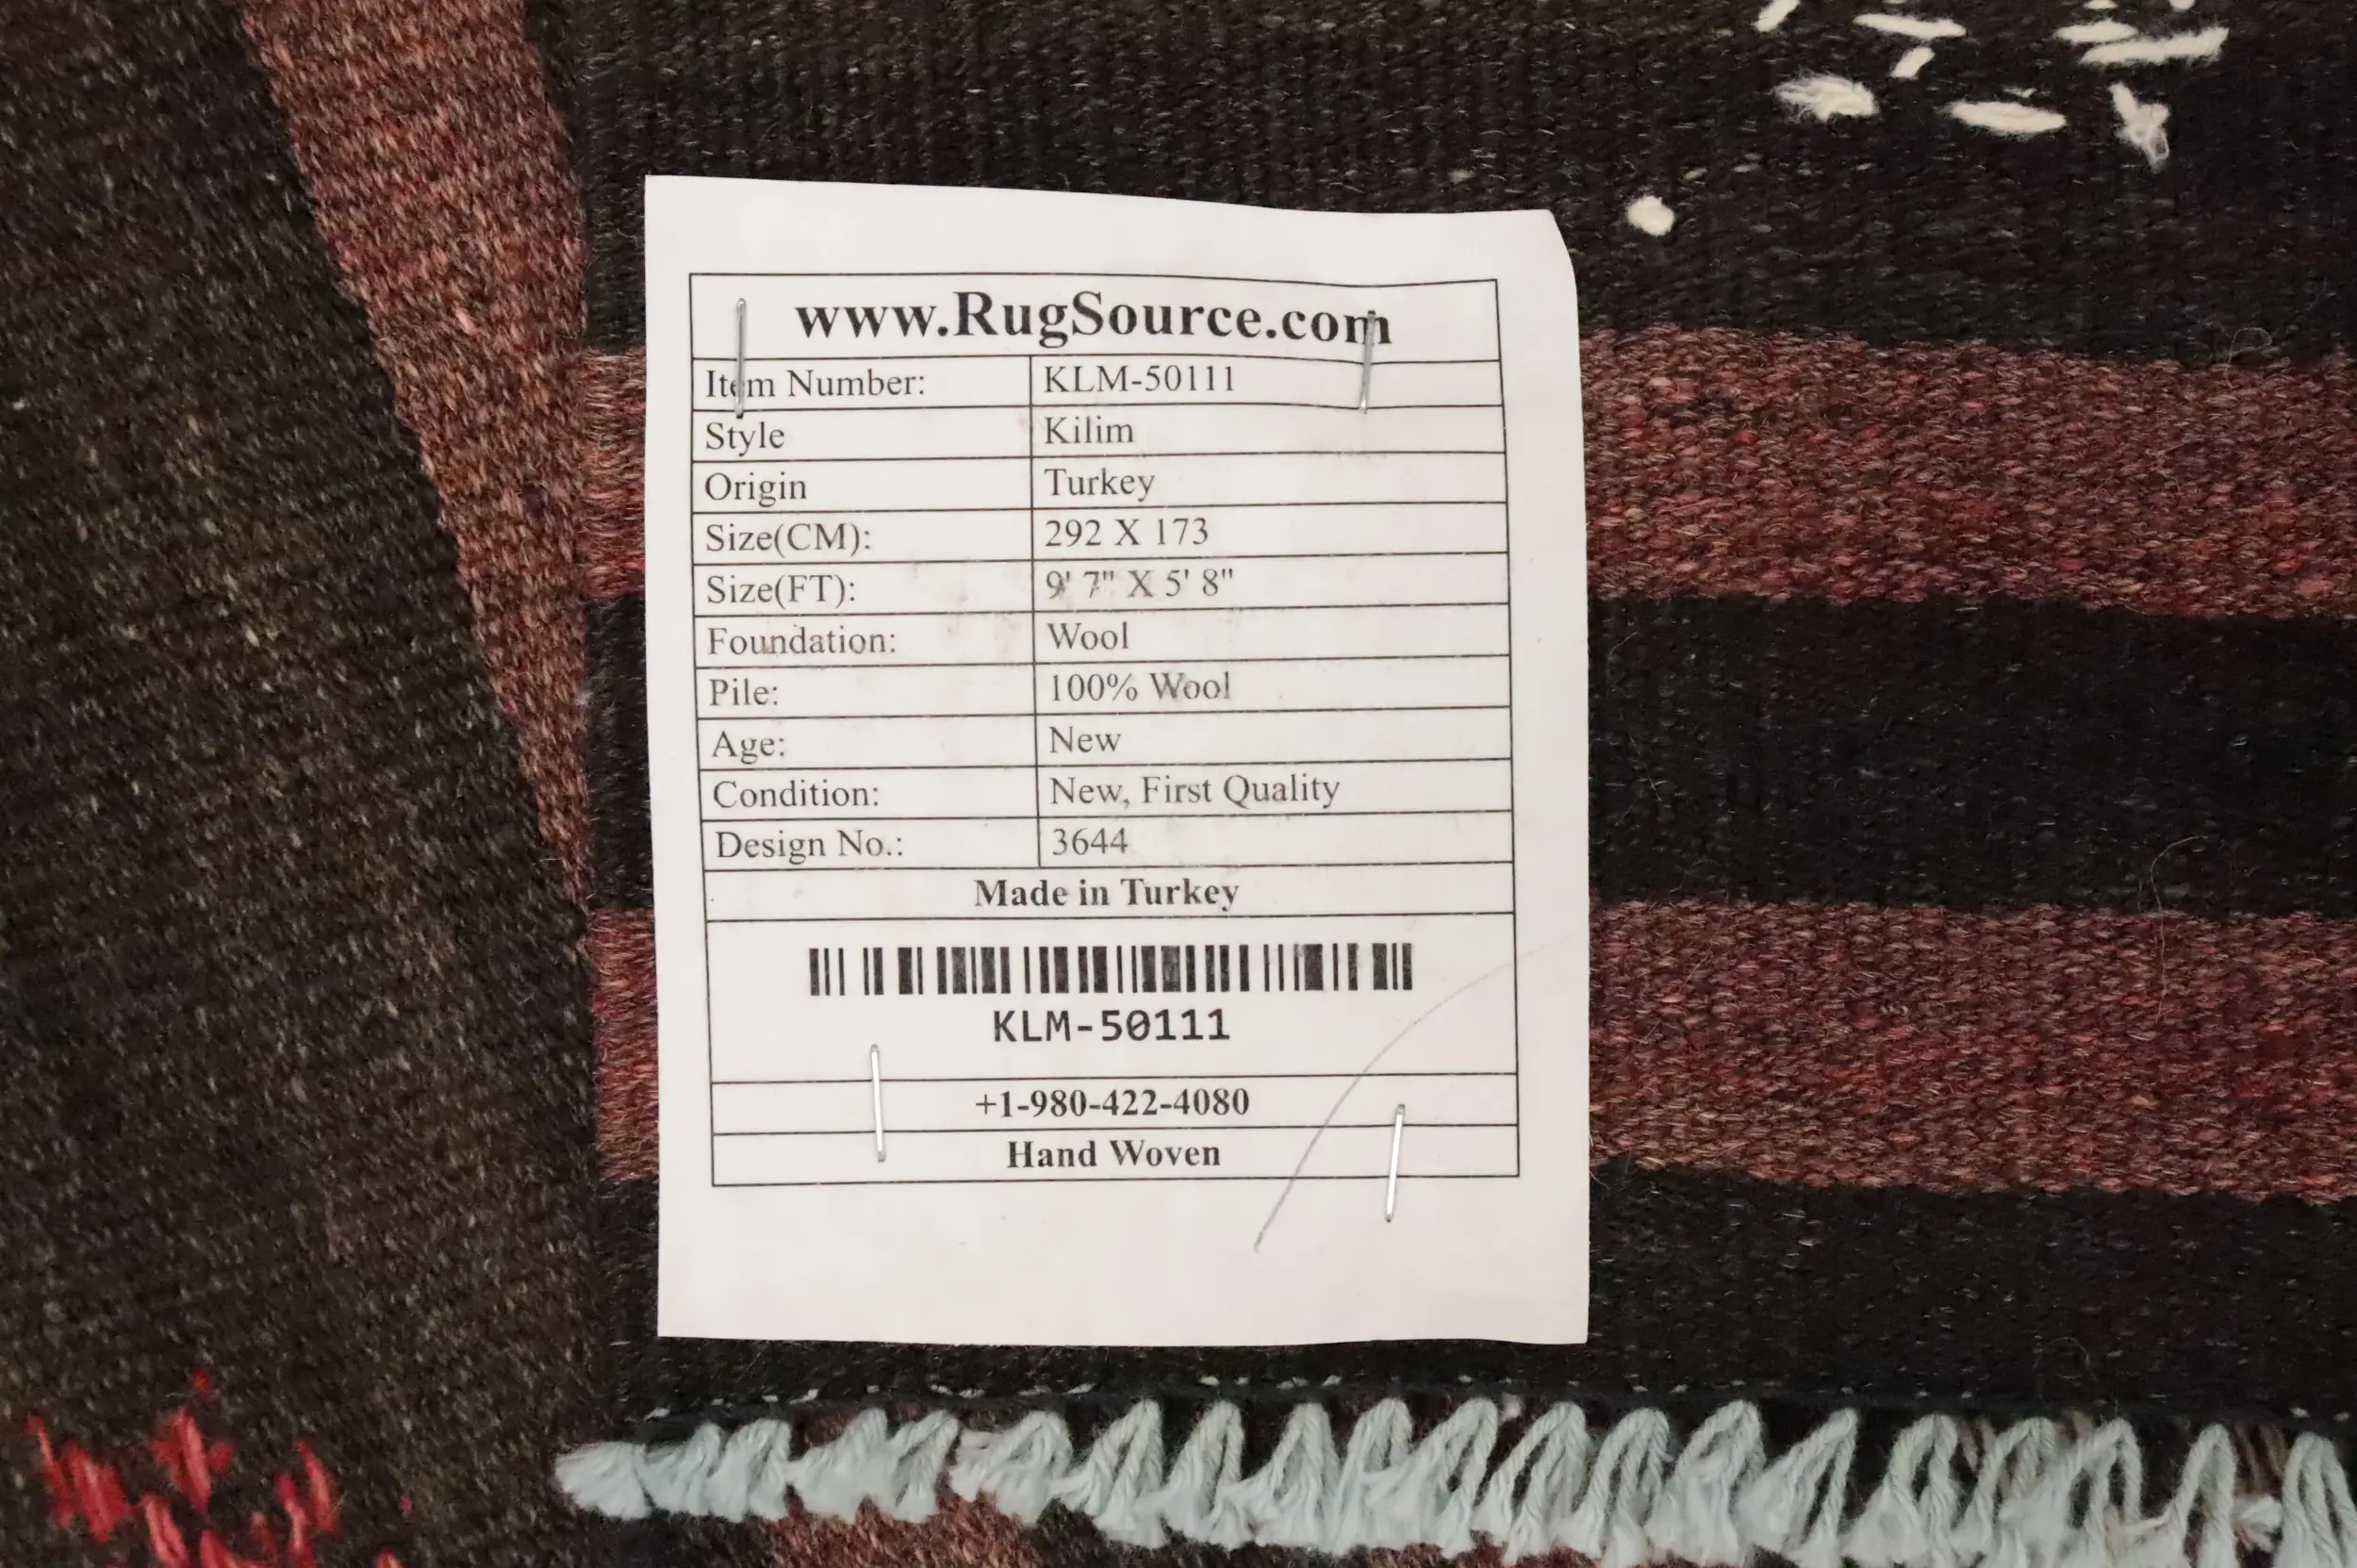 www.RugSource.com
Item Number: KLM-50111
Style Kilim
Origin Turkey
Size(CM): 292 X 173
Size(FT): 9' 7" X 5' 8"
Foundation: Wool
Pile: 100% Wool
Age: New
Condition: New, First Quality
Design No.: 3644
Made in Turkey
KLM-50111
+1-980-422-4080
Hand Woven